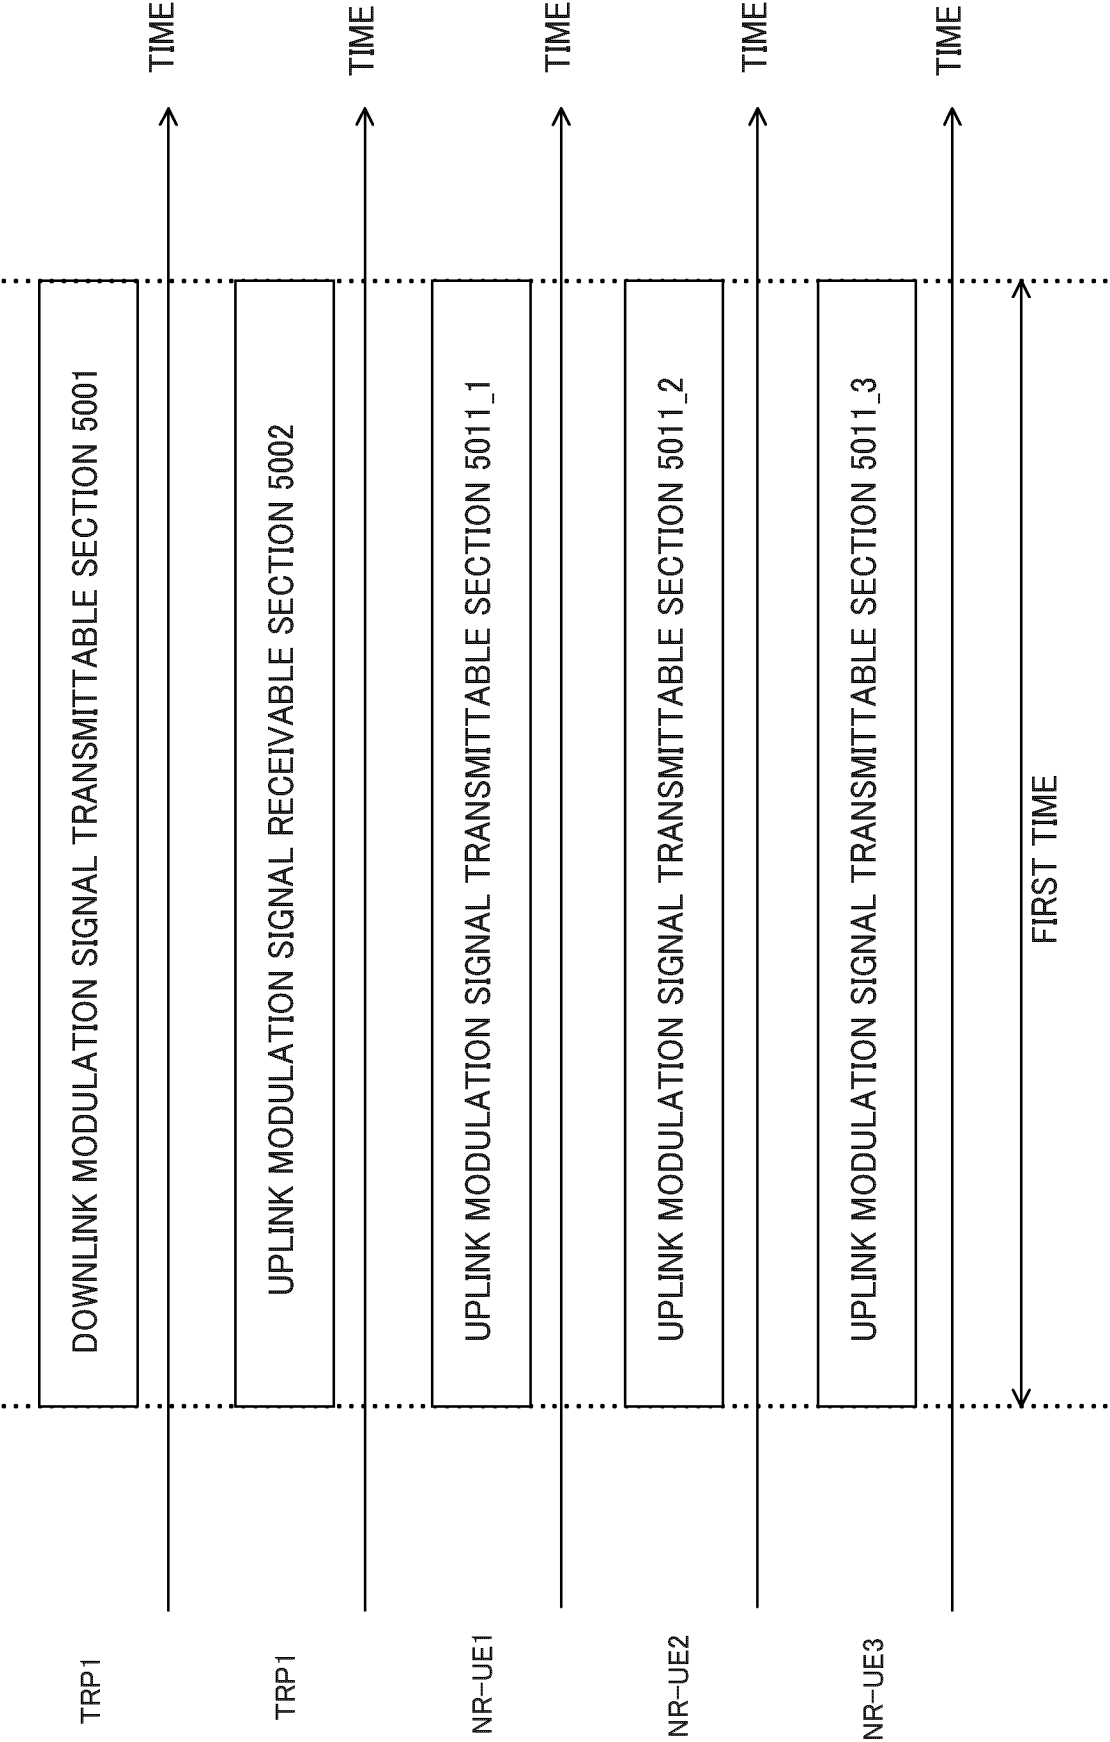 TRP1
DOWNLINK MODULATION SIGNAL TRANSMITTABLE SECTION 5001
TIME
TRP1
UPLINK MODULATION SIGNAL RECEIVABLE SECTION 5002
TIME
NR-UE1
UPLINK MODULATION SIGNAL TRANSMITTABLE SECTION 5011_1
TIME
NR-UE2
UPLINK MODULATION SIGNAL TRANSMITTABLE SECTION 5011_2
TIME
NR-UE3
UPLINK MODULATION SIGNAL TRANSMITTABLE SECTION 5011_3
TIME
FIRST TIME